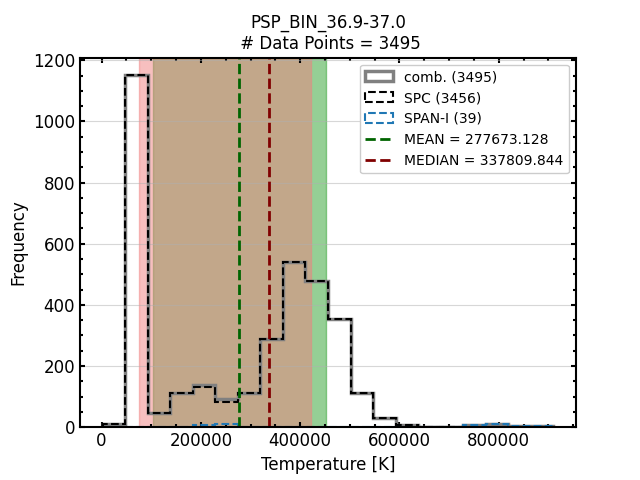 PSP_BIN_36.9-37.0
# Data Points = 3495
comb. (3495)
SPC (3456)
SPAN-I (39)
MEAN = 277673.128
MEDIAN = 337809.844
Frequency
1200
1000
800
600
400
200
0
0 200000 400000 600000 800000
Temperature [K]